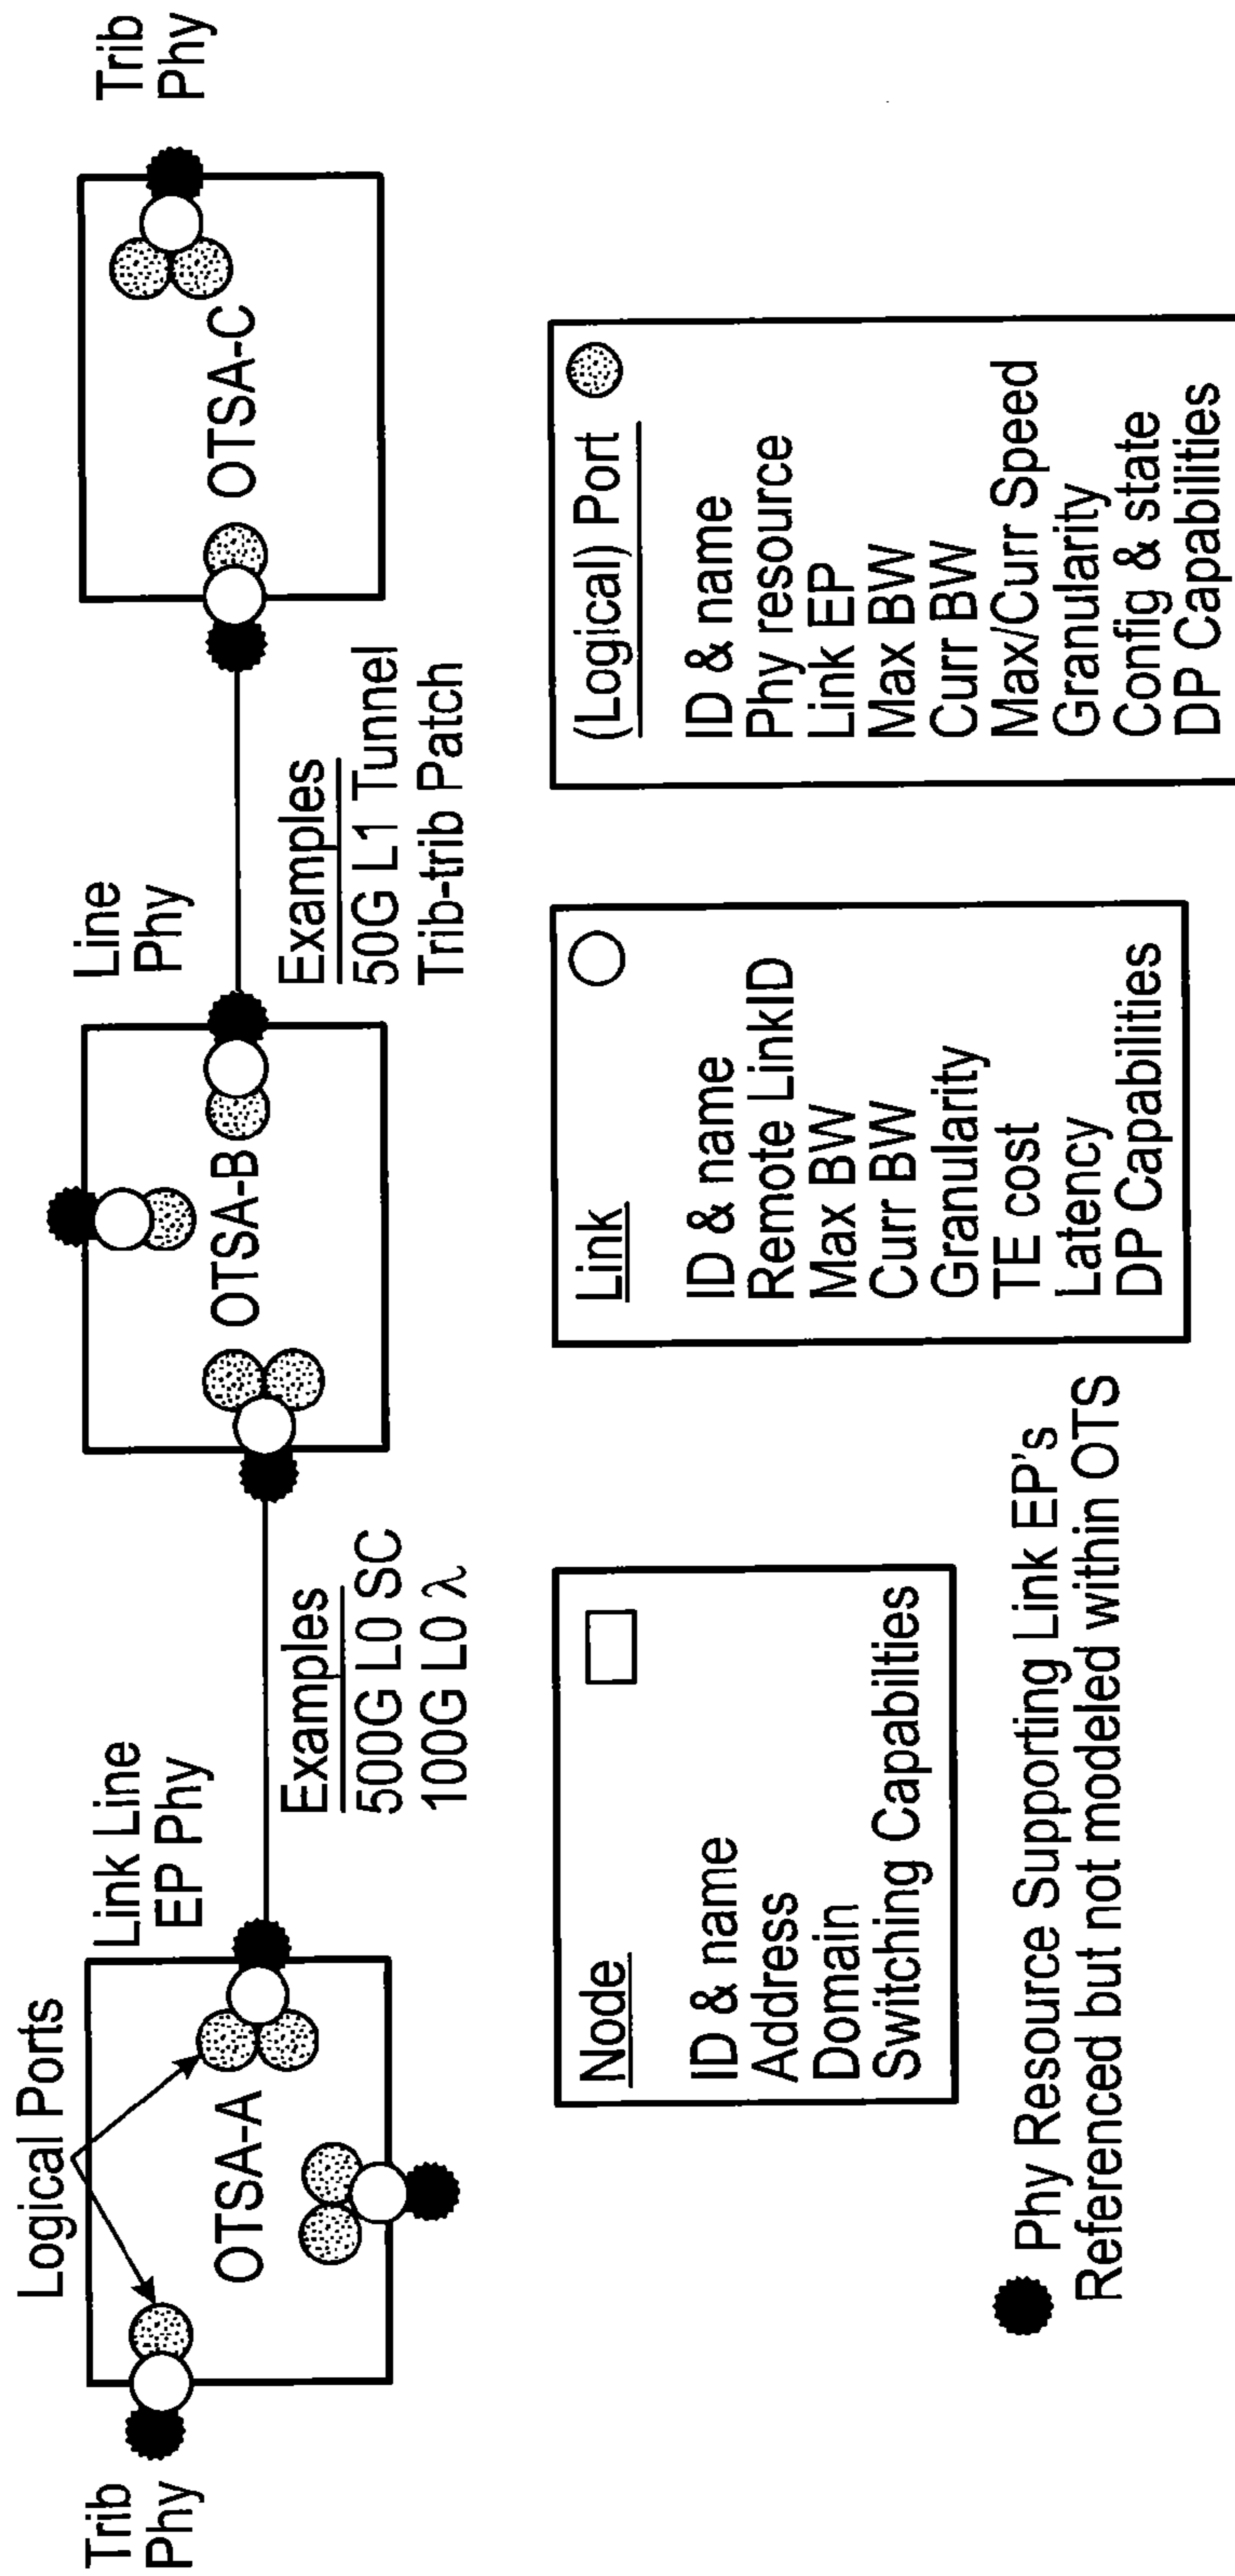 Logical Ports
Trib
Phy
OTSA-A
Link Line
EP Phy
Examples
500G L0 SC
100G L0 λ
OTSA-B
Line
Phy
Examples
50G L1 Tunnel
Trib-trib Patch
OTSA-C
Trib
Phy
Node
ID & name
Address
Domain
Switching Capabilties
Link
ID & name
Remote LinkID
Max BW
Curr BW
Granularity
TE cost
Latency
DP Capabilities
(Logical) Port
ID & name
Phy resource
Link EP
Max BW
Curr BW
Max/Curr Speed
Granularity
Config & state
DP Capabilities
Phy Resource Supporting Link EP's
Referenced but not modeled within OTS